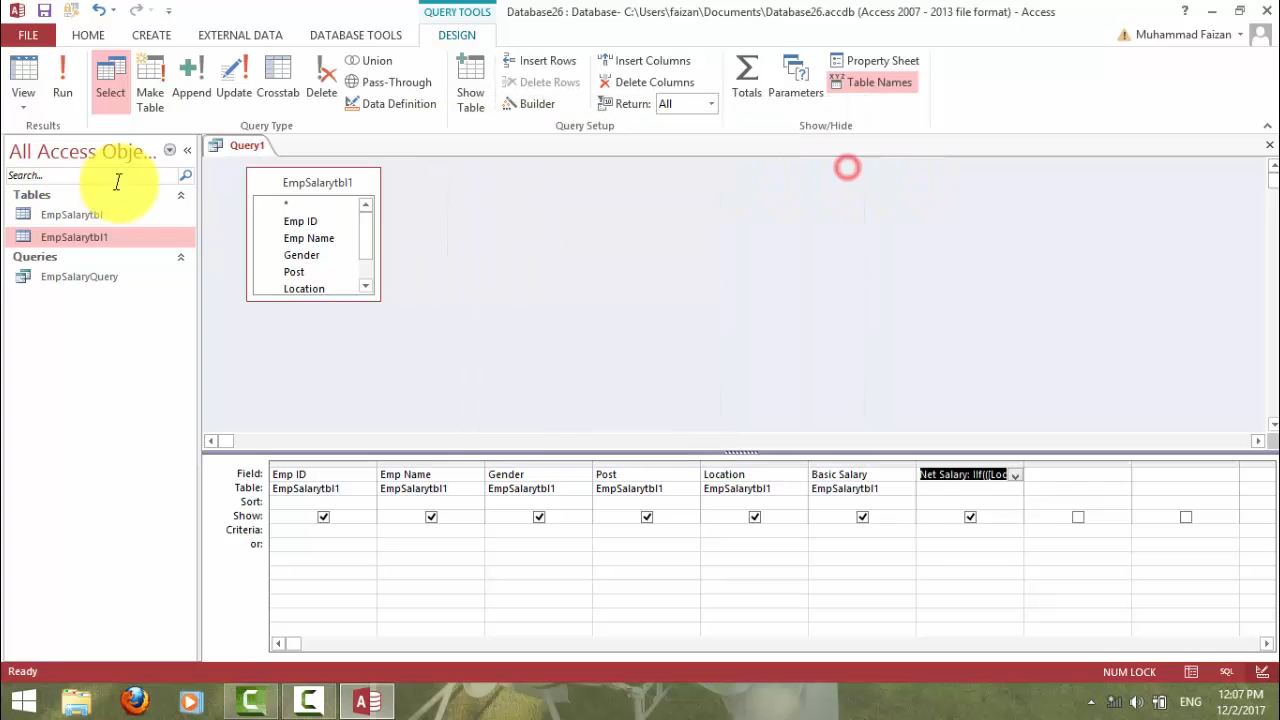 QUERY TOOLS
Database26 : Database- C:\Users\faizan\Documents\Database26.accdb (Access 2007 - 2013 file format) - Access
FILE HOME CREATE EXTERNAL DATA DATABASE TOOLS DESIGN
Muhammad Faizan
View
Run
Select
Make Table
Append
Update
Crosstab
Delete
Union
Pass-Through
Data Definition
Show Table
Insert Rows
Delete Rows
Builder
Insert Columns
Delete Columns
Return: All
Totals
Parameters
Property Sheet
Table Names
Results
Query Type
Query Setup
Show/Hide
All Access Obje...
Search...
Tables
EmpSalarytbl
EmpSalarytbl1
Queries
EmpSalaryQuery
Query1
EmpSalarytbl1
*
Emp ID
Emp Name
Gender
Post
Location
Field: Emp ID Emp Name Gender Post Location Basic Salary Net Salary: IIf(([Loc
Table: EmpSalarytbl1 EmpSalarytbl1 EmpSalarytbl1 EmpSalarytbl1 EmpSalarytbl1 EmpSalarytbl1
Sort:
Show:
Criteria:
or:
Ready
NUM LOCK
SQL
ENG
12:07 PM
12/2/2017